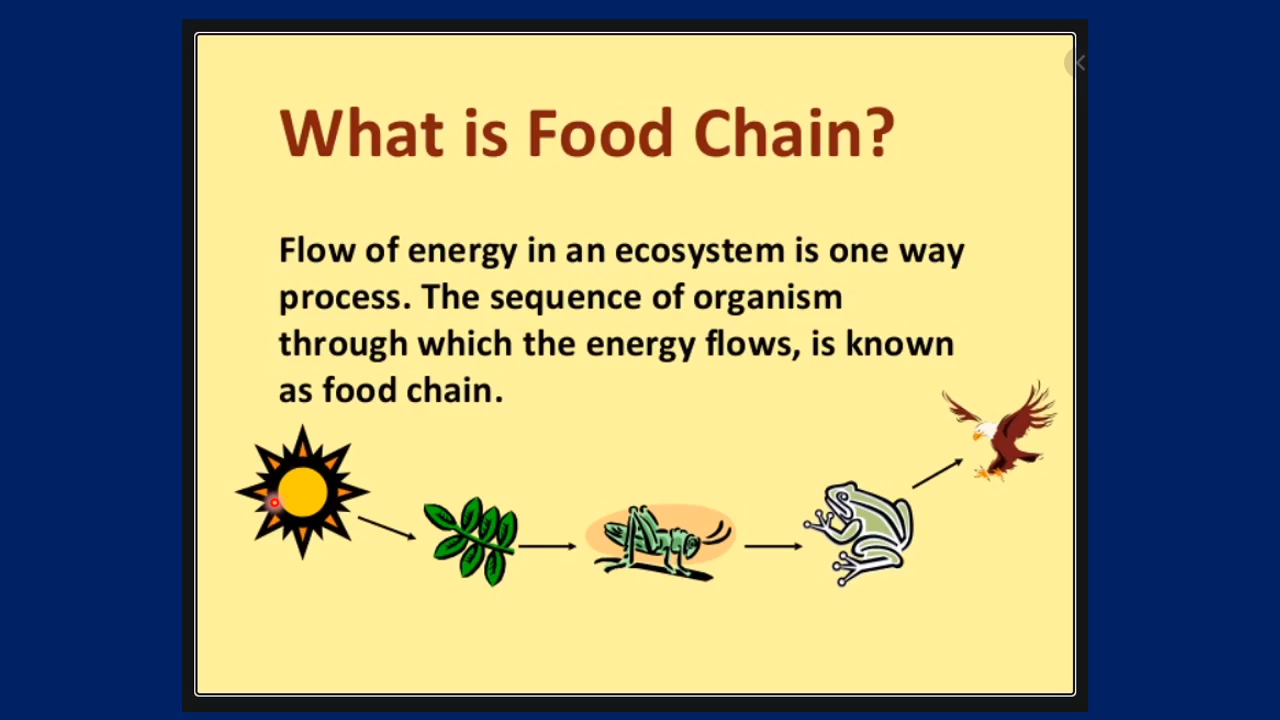 What is Food Chain?
Flow of energy in an ecosystem is one way
process. The sequence of organism
through which the energy flows, is known
as food chain.